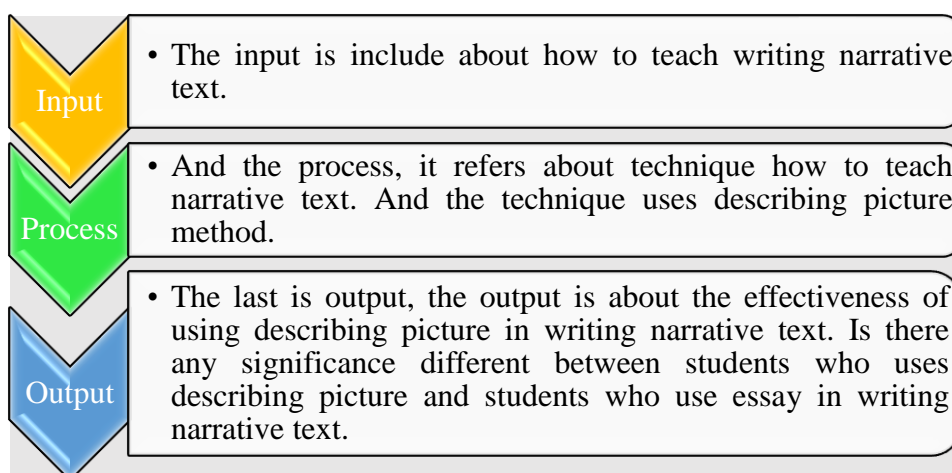 Input
• The input is include about how to teach writing narrative
text.
Process
• And the process, it refers about technique how to teach
narrative text. And the technique uses describing picture
method.
Output
• The last is output, the output is about the effectiveness of
using describing picture in writing narrative text. Is there
any significance different between students who uses
describing picture and students who use essay in writing
narrative text.